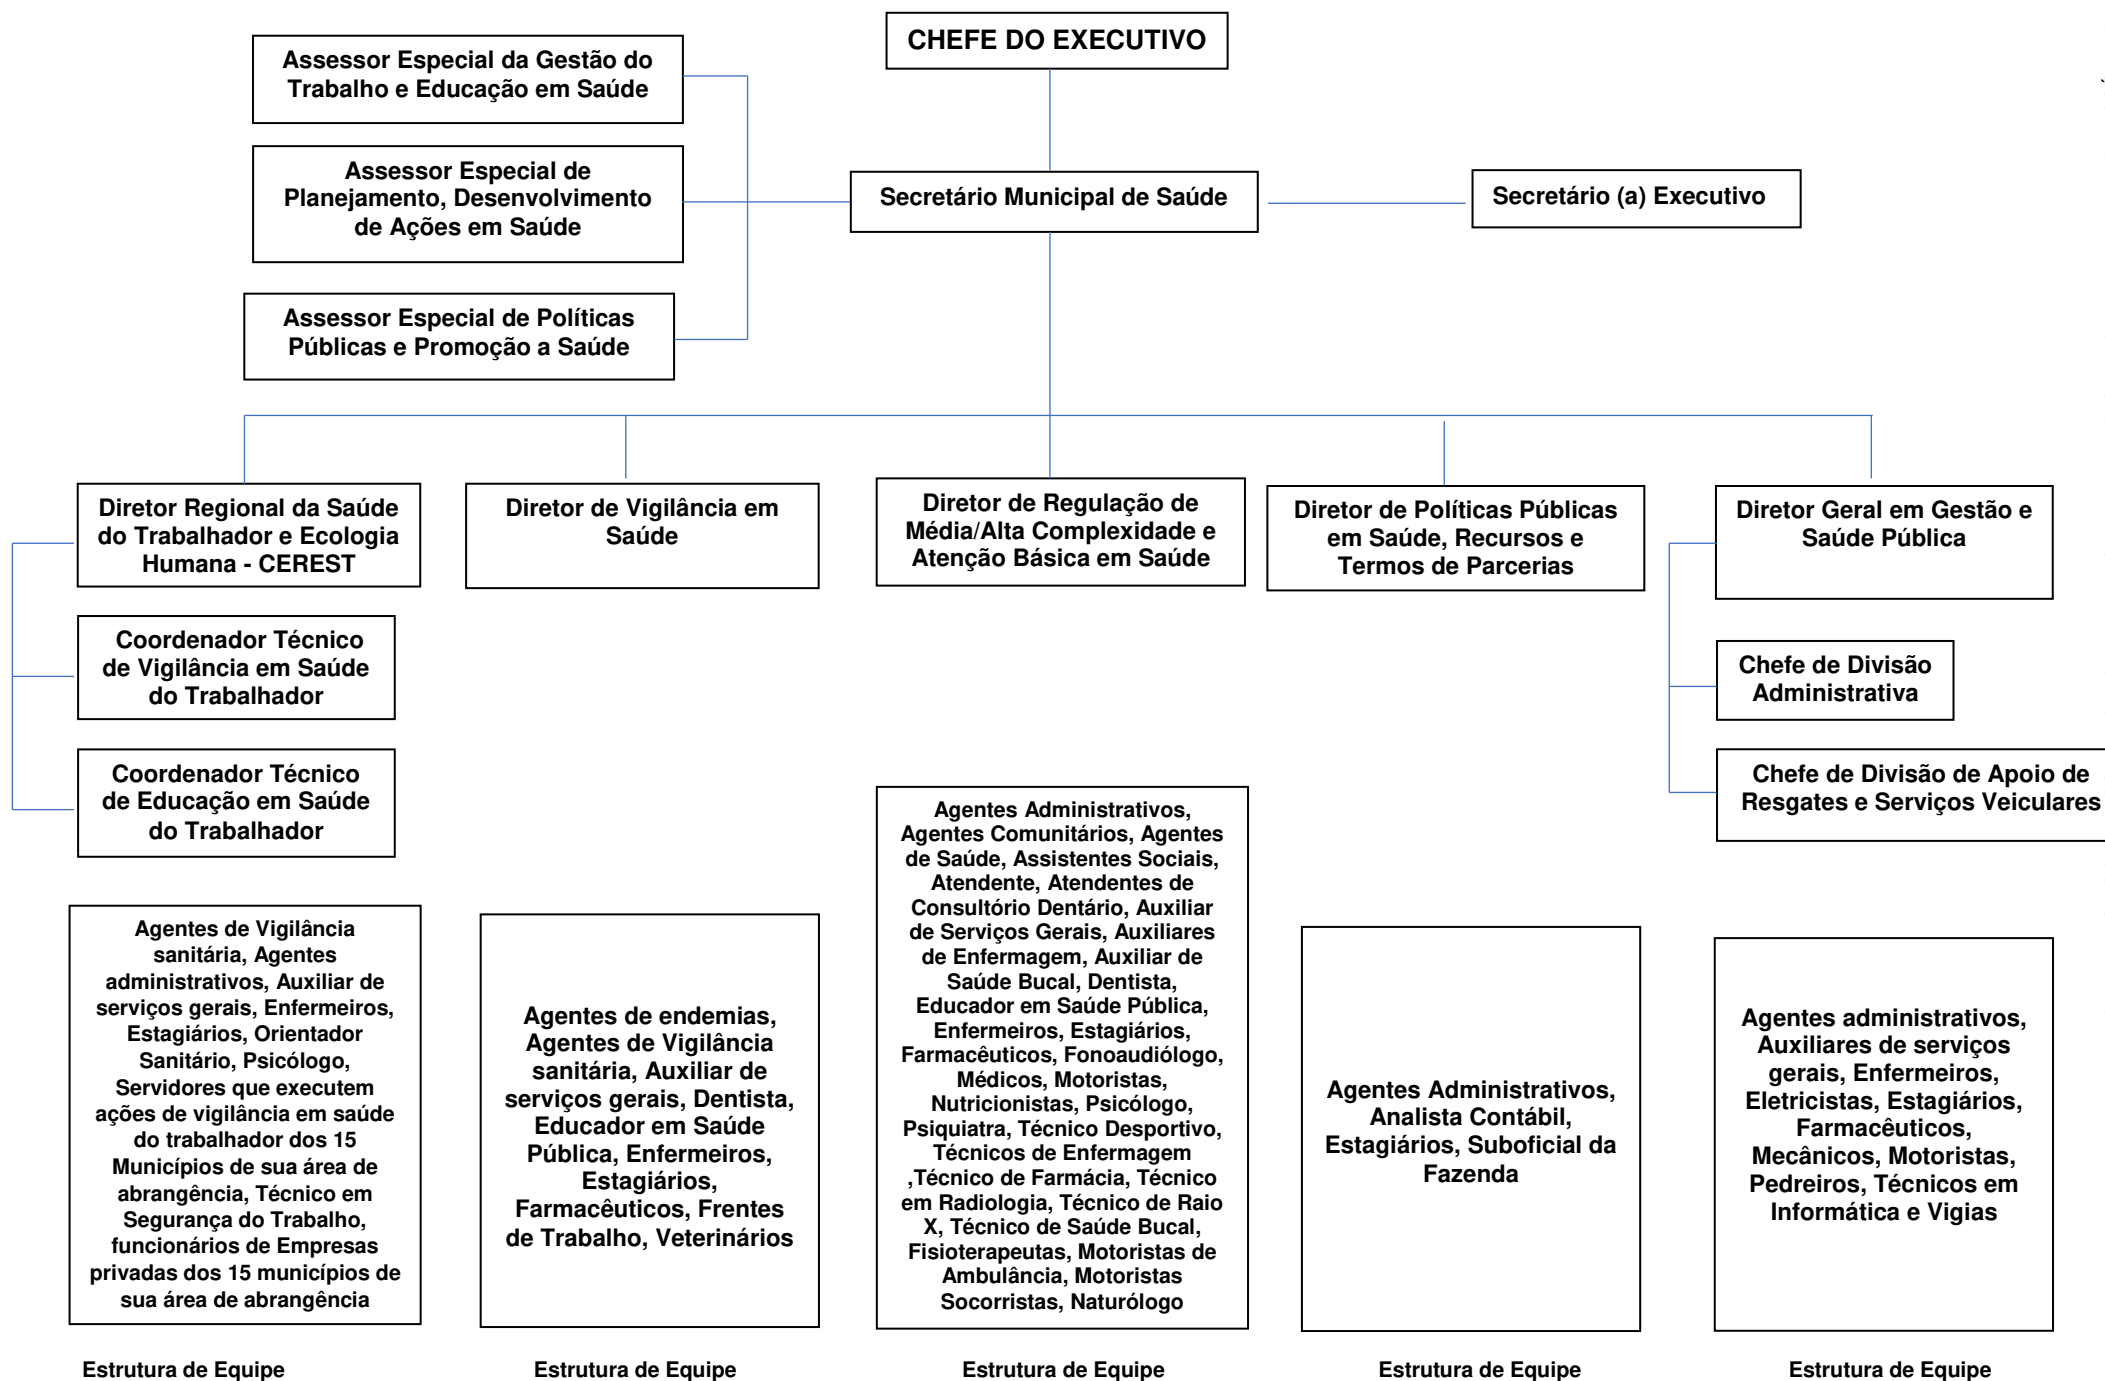 CHEFE DO EXECUTIVO
Assessor Especial da Gestão do
Trabalho e Educação em Saúde
Assessor Especial de
Planejamento, Desenvolvimento
de Ações em Saúde
Secretário Municipal de Saúde
Secretário (a) Executivo
Assessor Especial de Políticas
Públicas e Promoção a Saúde
Diretor Regional da Saúde
do Trabalhador e Ecologia
Humana - CEREST
Diretor de Vigilância em
Saúde
Diretor de Regulação de
Média/Alta Complexidade e
Atenção Básica em Saúde
Diretor de Políticas Públicas
em Saúde, Recursos e
Termos de Parcerias
Diretor Geral em Gestão e
Saúde Pública
Coordenador Técnico
de Vigilância em Saúde
do Trabalhador
Chefe de Divisão
Administrativa
Coordenador Técnico
de Educação em Saúde
do Trabalhador
Chefe de Divisão de Apoio de
Resgates e Serviços Veiculares
Agentes de Vigilância
sanitária, Agentes
administrativos, Auxiliar de
serviços gerais, Enfermeiros,
Estagiários, Orientador
Sanitário, Psicólogo,
Servidores que executem
ações de vigilância em saúde
do trabalhador dos 15
Municípios de sua área de
abrangência, Técnico em
Segurança do Trabalho,
funcionários de Empresas
privadas dos 15 municípios de
sua área de abrangência
Agentes de endemias,
Agentes de Vigilância
sanitária, Auxiliar de
serviços gerais, Dentista,
Educador em Saúde
Pública, Enfermeiros,
Estagiários,
Farmacêuticos, Frentes
de Trabalho, Veterinários
Agentes Administrativos,
Agentes Comunitários, Agentes
de Saúde, Assistentes Sociais,
Atendente, Atendentes de
Consultório Dentário, Auxiliar
de Serviços Gerais, Auxiliares
de Enfermagem, Auxiliar de
Saúde Bucal, Dentista,
Educador em Saúde Pública,
Enfermeiros, Estagiários,
Farmacêuticos, Fonoaudiólogo,
Médicos, Motoristas,
Nutricionistas, Psicólogo,
Psiquiatra, Técnico Desportivo,
Técnicos de Enfermagem
,Técnico de Farmácia, Técnico
em Radiologia, Técnico de Raio
X, Técnico de Saúde Bucal,
Fisioterapeutas, Motoristas de
Ambulância, Motoristas
Socorristas, Naturólogo
Agentes Administrativos,
Analista Contábil,
Estagiários, Suboficial da
Fazenda
Agentes administrativos,
Auxiliares de serviços
gerais, Enfermeiros,
Eletricistas, Estagiários,
Farmacêuticos,
Mecânicos, Motoristas,
Pedreiros, Técnicos em
Informática e Vigias
Estrutura de Equipe
Estrutura de Equipe
Estrutura de Equipe
Estrutura de Equipe
Estrutura de Equipe